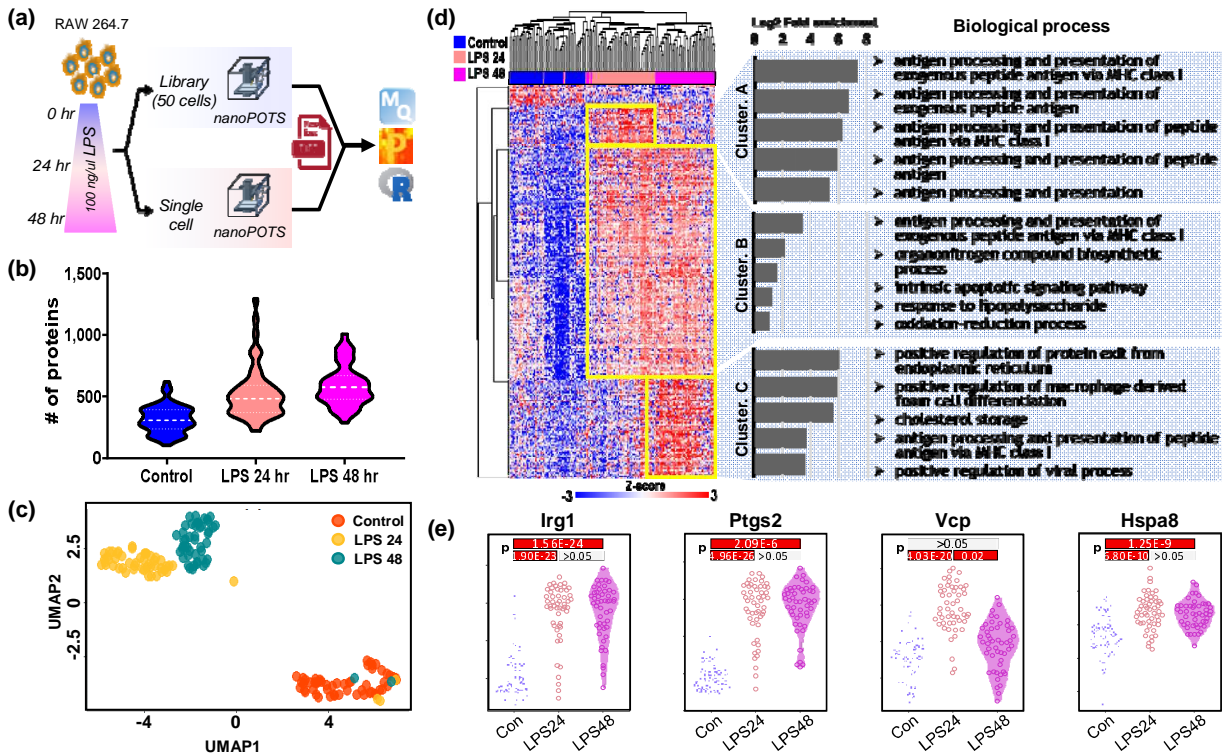 (a)
RAW 264.7
0 hr
24 hr
48 hr
100 ng/ul LPS
Library
(50 cells)
nanoPOTS
Single
cell
nanoPOTS
MQ
P
R
(b)
# of proteins
1,500
1,000
500
0
Control
LPS 24 hr
LPS 48 hr
(c)
Control
LPS 24
LPS 48
UMAP2
2.5
0
-2.5
-4
0
4
UMAP1
(d)
Control
LPS 24
LPS 48
Z-score
-3
3
Log2 Fold enrichment
0 2 4 6 8
Biological process
Cluster. A
antigen processing and presentation of
exogenous peptide antigen via MHC class I
antigen processing and presentation of
exogenous peptide antigen
antigen processing and presentation of peptide
antigen via MHC class I
antigen processing and presentation of peptide
antigen
antigen processing and presentation
Cluster. B
antigen processing and presentation of
exogenous peptide antigen via MHC class I
organonitrogen compound biosynthetic
process
intrinsic apoptotic signaling pathway
response to lipopolysaccharide
oxidation-reduction process
Cluster. C
positive regulation of protein exit from
endoplasmic reticulum
positive regulation of macrophage derived
foam cell differentiation
cholesterol storage
antigen processing and presentation of peptide
antigen via MHC class I
positive regulation of viral process
(e)
Irg1
p
1.56E-24
1.90E-23 >0.05
Con
LPS24
LPS48
Ptgs2
p
2.09E-6
4.96E-26 >0.05
Con
LPS24
LPS48
Vcp
p
>0.05
4.03E-20 0.02
Con
LPS24
LPS48
Hspa8
p
1.25E-9
6.80E-10 >0.05
Con
LPS24
LPS48